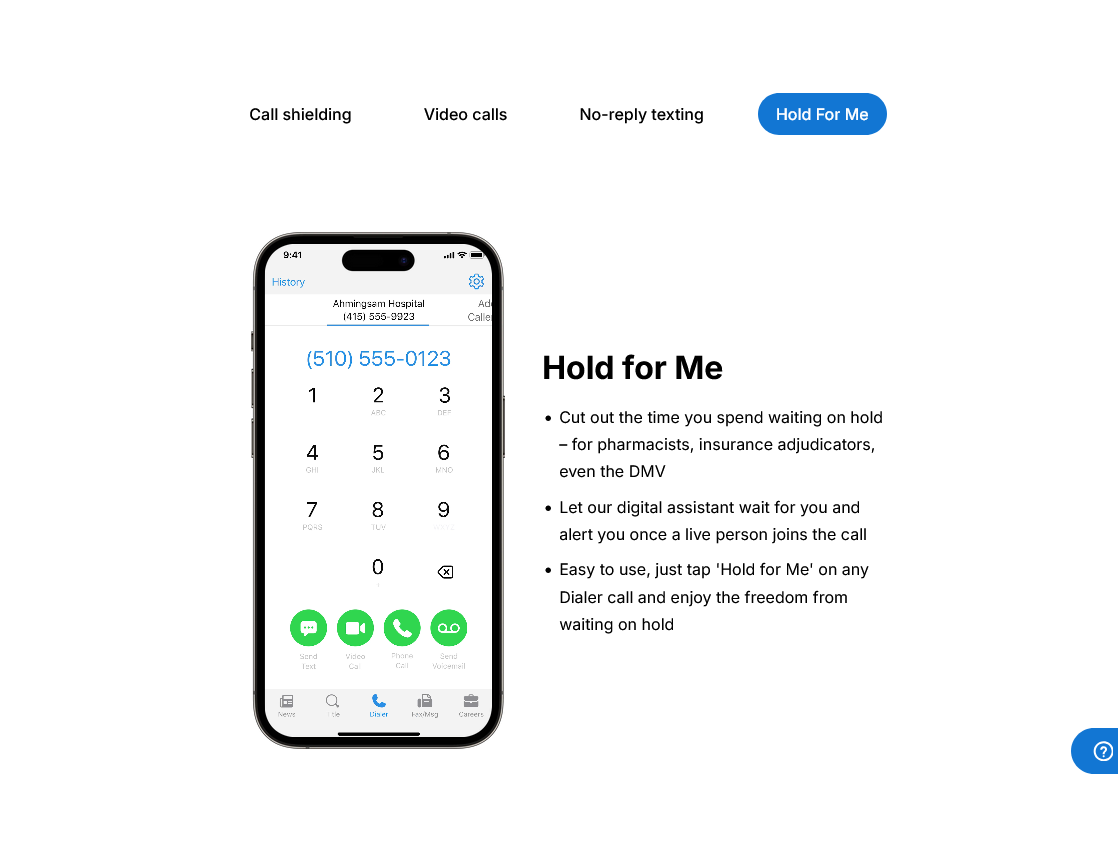 Call shielding
Video calls
No-reply texting
Hold For Me
9:41
History
Ahmingsam Hospital
(415) 555-9923
Ad
Caller
(510) 555-0123
1
2
3
ABC
DEF
4
5
6
GHI
JKL
MNO
7
8
9
PQRS
TUV
0
Send
Text
Video
Call
Phone
Call
Send
Voicemail
News
Title
Dialer
Fax/Msg
Careers
Hold for Me
• Cut out the time you spend waiting on hold
– for pharmacists, insurance adjudicators,
even the DMV
• Let our digital assistant wait for you and
alert you once a live person joins the call
• Easy to use, just tap 'Hold for Me' on any
Dialer call and enjoy the freedom from
waiting on hold